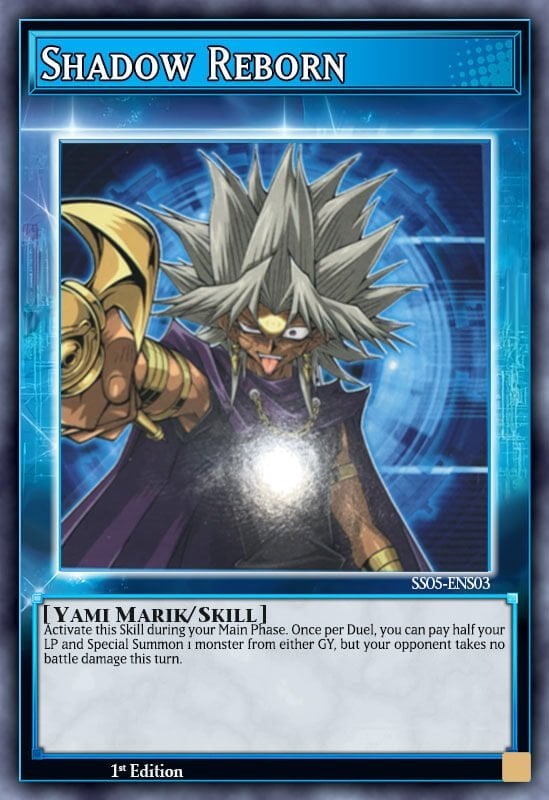 Shadow Reborn
SS05-ENS03
[Yami Marik/Skill]
Activate this Skill during your Main Phase. Once per Duel, you can pay half your
LP and Special Summon 1 monster from either GY, but your opponent takes no
battle damage this turn.
1st Edition